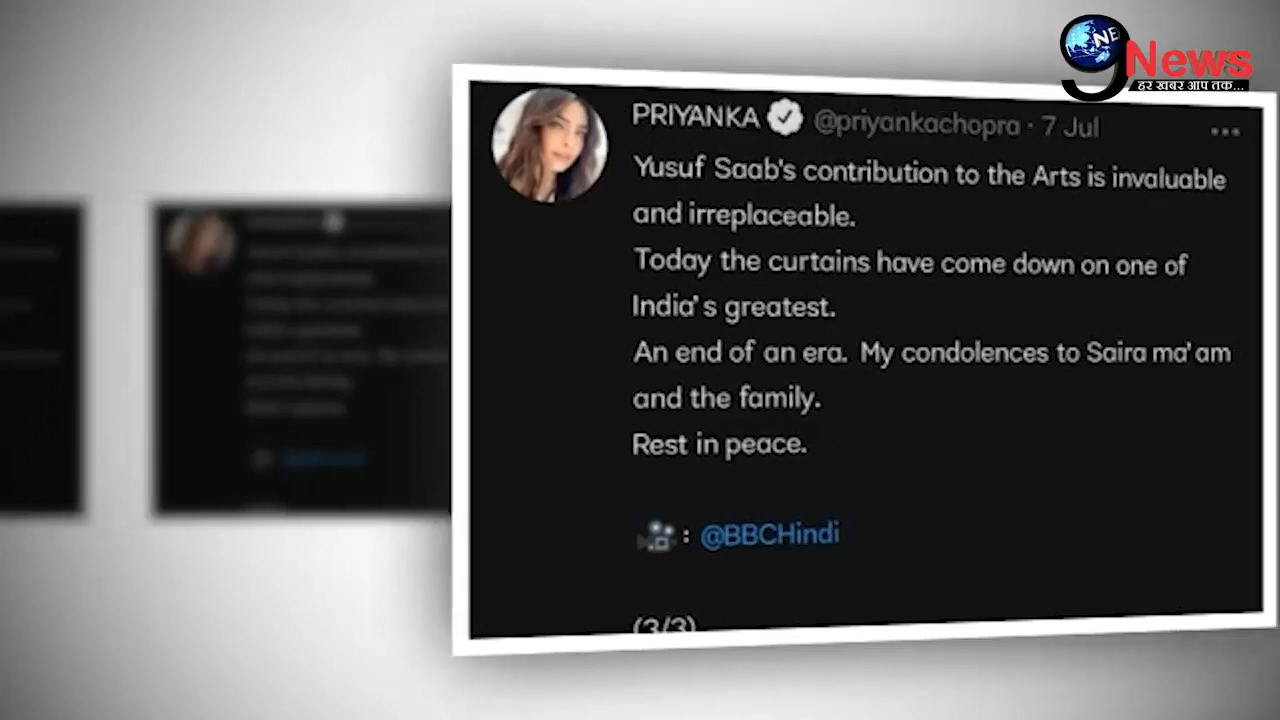 NE
9 News
हर खबर आप तक...
PRIYANKA @priyankachopra · 7 Jul ...
Yusuf Saab's contribution to the Arts is invaluable
and irreplaceable.
Today the curtains have come down on one of
India's greatest.
An end of an era. My condolences to Saira ma'am
and the family.
Rest in peace.
: @BBCHindi
(3/3)